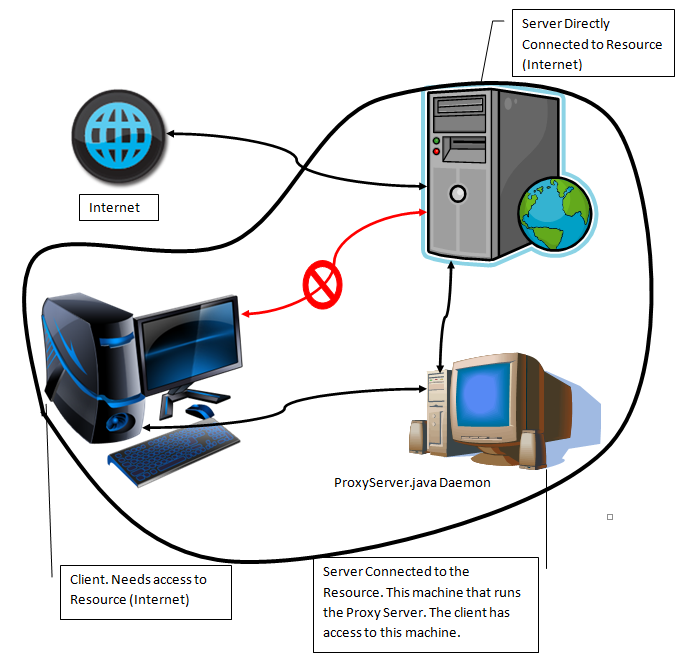 Server Directly
Connected to Resource
(Internet)
Internet
ProxyServer.java Daemon
Client. Needs access to
Resource (Internet)
Server Connected to the
Resource. This machine that runs
the Proxy Server. The client has
access to this machine.